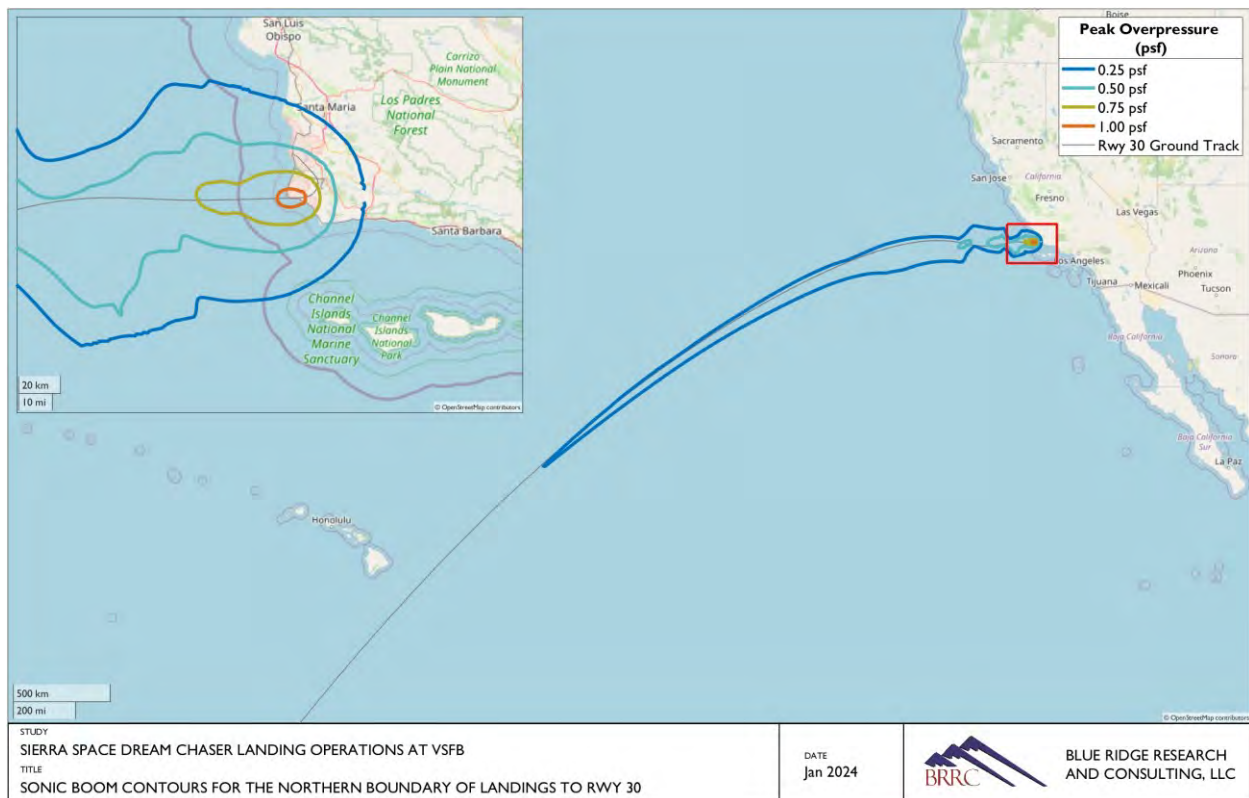 San Luis
Obispo
Carrizo
Plain National
Monument
Santa Maria
Los Padres
National
Forest
Santa Barbara
Channel
Islands
National
Marine
Sanctuary
Channel
Islands
National
Park
20 km
10 mi
© OpenStreetMap contributors
Boise
Peak Overpressure
(psf)
0.25 psf
0.50 psf
0.75 psf
1.00 psf
Rwy 30 Ground Track
Sacramento
San Jose
California
Fresno
Las Vegas
Los Angeles
Arizona
Phoenix
Tijuana
Mexicali
Tucson
Baja California
Sonora
Baja California
Sur
La Paz
Honolulu
500 km
200 mi
© OpenStreetMap contributors
STUDY
SIERRA SPACE DREAM CHASER LANDING OPERATIONS AT VSFB
TITLE
SONIC BOOM CONTOURS FOR THE NORTHERN BOUNDARY OF LANDINGS TO RWY 30
DATE
Jan 2024
BRRC
BLUE RIDGE RESEARCH
AND CONSULTING, LLC